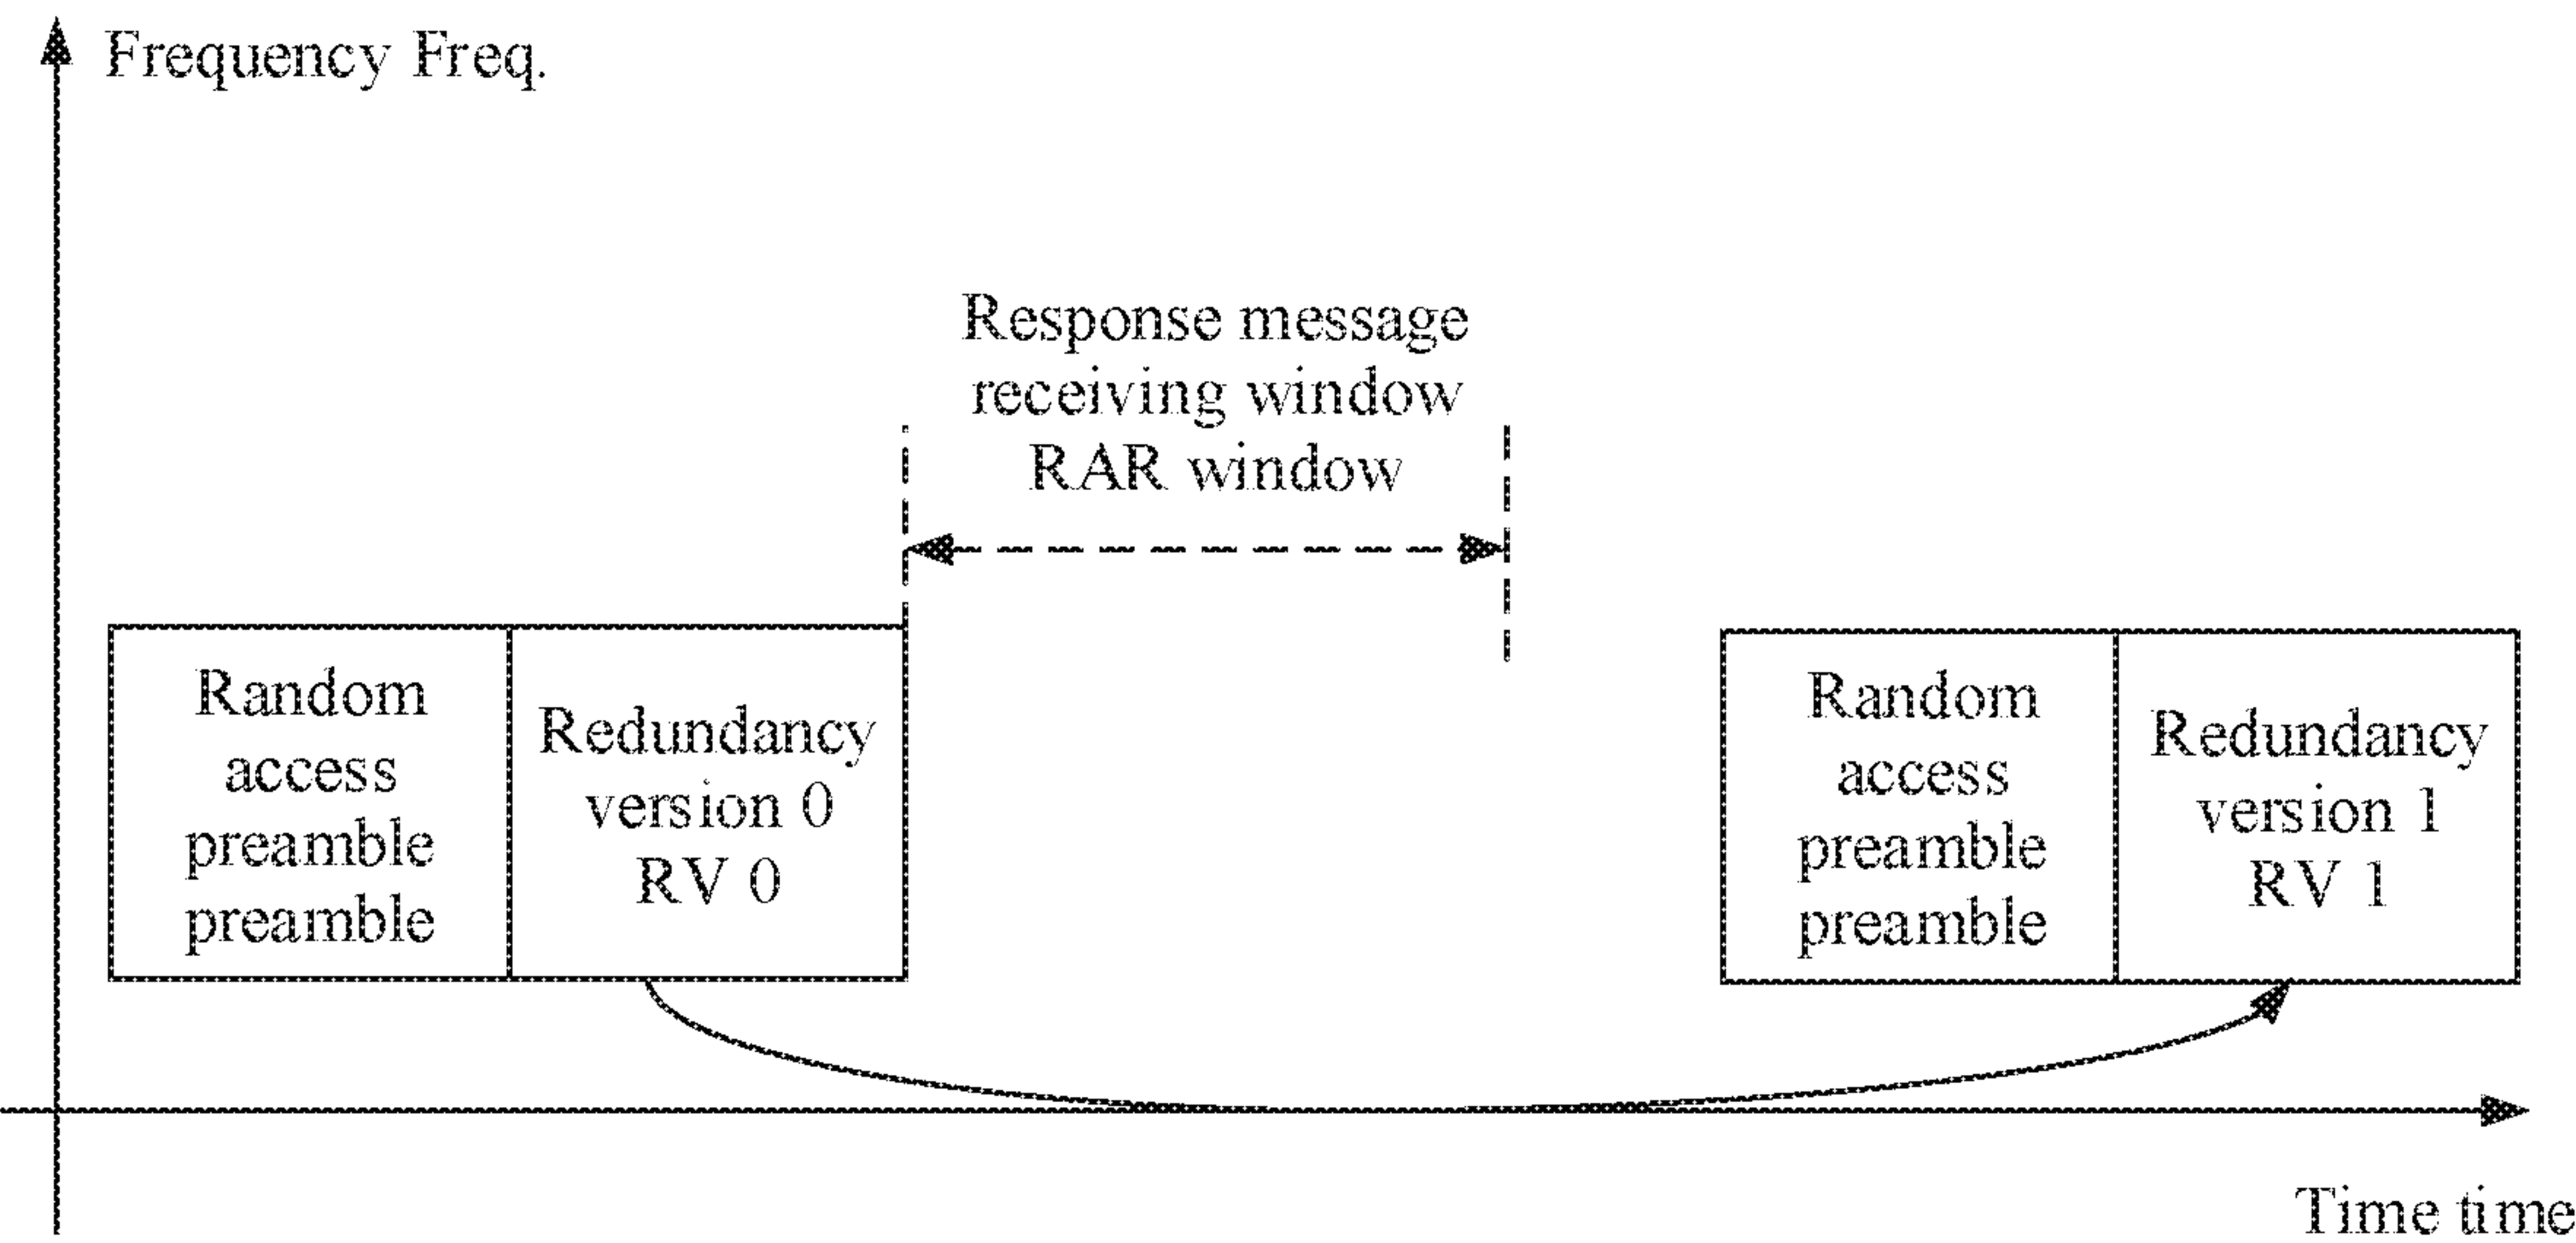 Frequency Freq.
Response message
receiving window
RAR window
Random
access
preamble
preamble
Redundancy
version 0
RV 0
Random
access
preamble
preamble
Redundancy
version 1
RV 1
Time time